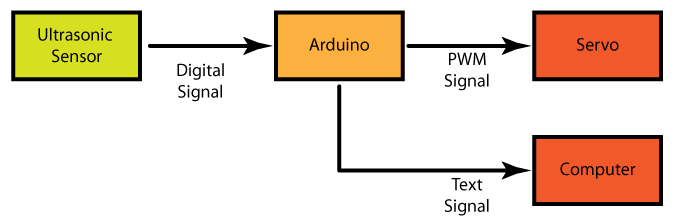 Ultrasonic
Sensor
Digital
Signal
Arduino
PWM
Signal
Servo
Text
Signal
Computer